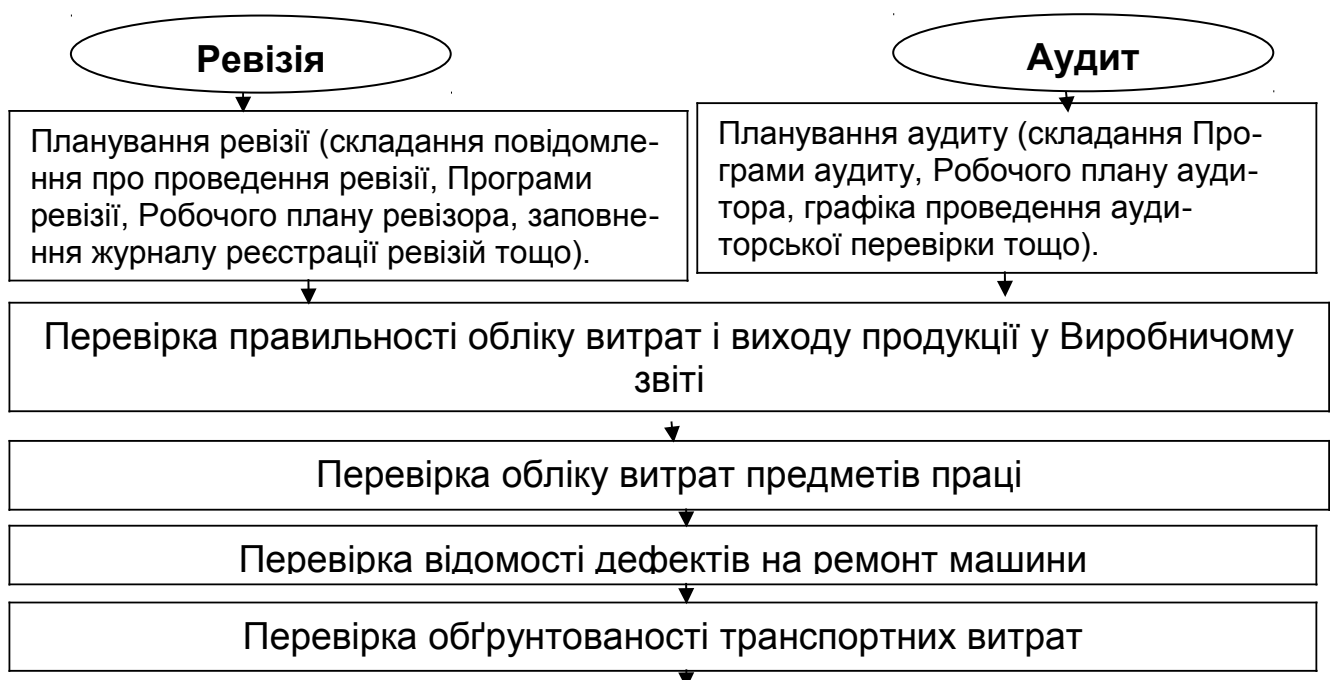 Ревізія
Аудит
Планування ревізії (складання повідомле-
ння про проведення ревізії, Програми
ревізії, Робочого плану ревізора, заповне-
ння журналу реєстрації ревізій тощо).
Планування аудиту (складання Про-
грами аудиту, Робочого плану ауди-
тора, графіка проведення ауди-
торської перевірки тощо).
Перевірка правильності обліку витрат і виходу продукції у Виробничому
звіті
Перевірка обліку витрат предметів праці
Перевірка відомості дефектів на ремонт машини
Перевірка обґрунтованості транспортних витрат